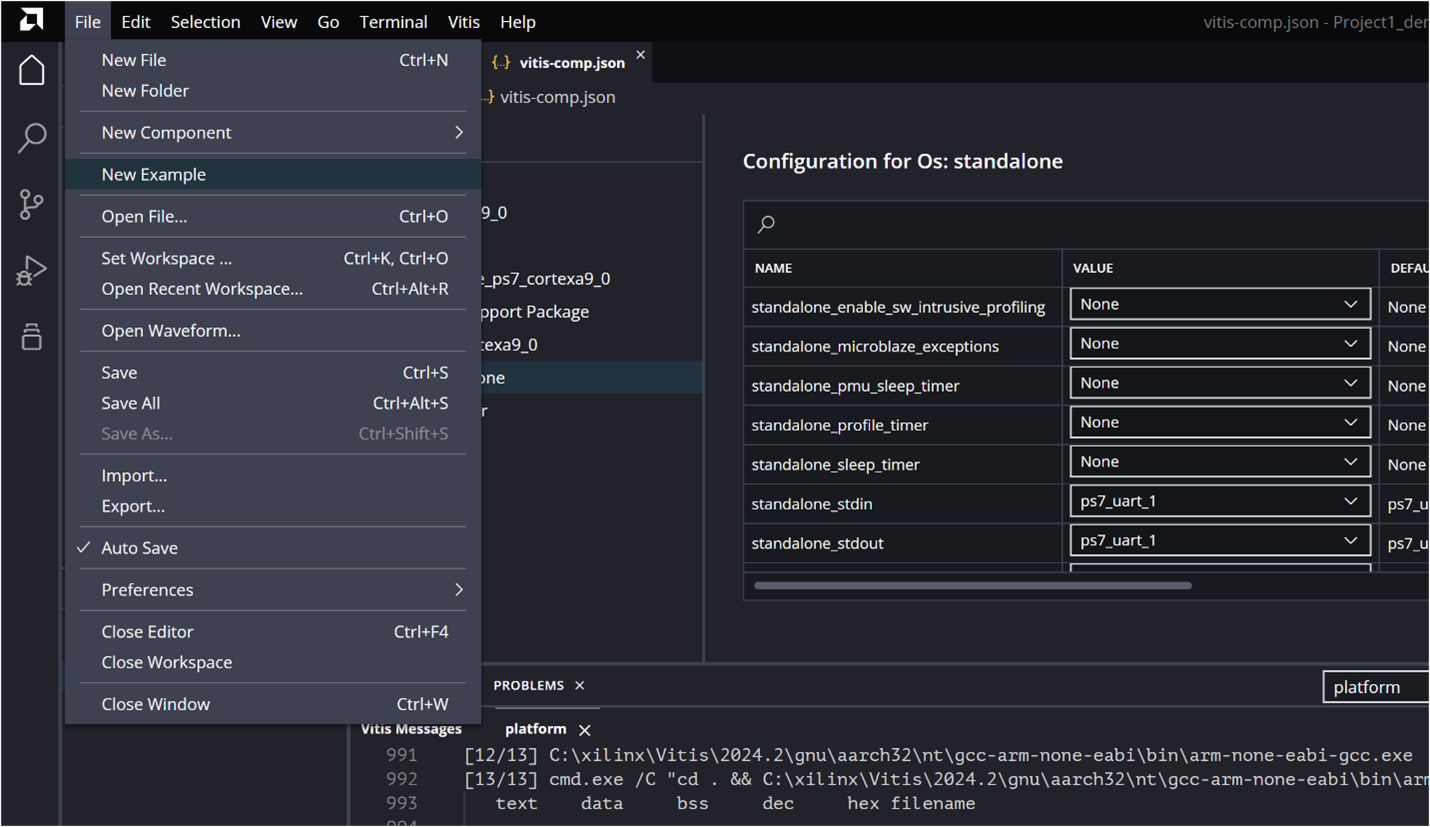 File Edit Selection View Go Terminal Vitis Help vitis-comp.json - Project1_der
New File Ctrl+N
New Folder
New Component
New Example
Open File... Ctrl+O
Set Workspace ... Ctrl+K, Ctrl+O
Open Recent Workspace... Ctrl+Alt+R
Open Waveform...
Save Ctrl+S
Save All Ctrl+Alt+S
Save As... Ctrl+Shift+S
Import...
Export...
Auto Save
Preferences
Close Editor Ctrl+F4
Close Workspace
Close Window Ctrl+W
{..} vitis-comp.json
..} vitis-comp.json
9_0
e_ps7_cortexa9_0
pport Package
texa9_0
one
r
Configuration for Os: standalone
NAME VALUE DEFAU
standalone_enable_sw_intrusive_profiling None None
standalone_microblaze_exceptions None None
standalone_pmu_sleep_timer None None
standalone_profile_timer None None
standalone_sleep_timer None None
standalone_stdin ps7_uart_1 ps7_u
standalone_stdout ps7_uart_1 ps7_u
PROBLEMS
platform
Vitis Messages platform
991 [12/13] C:\xilinx\Vitis\2024.2\gnu\aarch32\nt\gcc-arm-none-eabi\bin\arm-none-eabi-gcc.exe
992 [13/13] cmd.exe /C "cd . && C:\xilinx\Vitis\2024.2\gnu\aarch32\nt\gcc-arm-none-eabi\bin\arm
993 text data bss dec hex filename